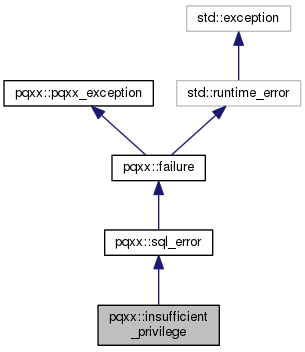 std::exception
pqxx::pqxx_exception
std::runtime_error
pqxx::failure
pqxx::sql_error
pqxx::insufficient
_privilege